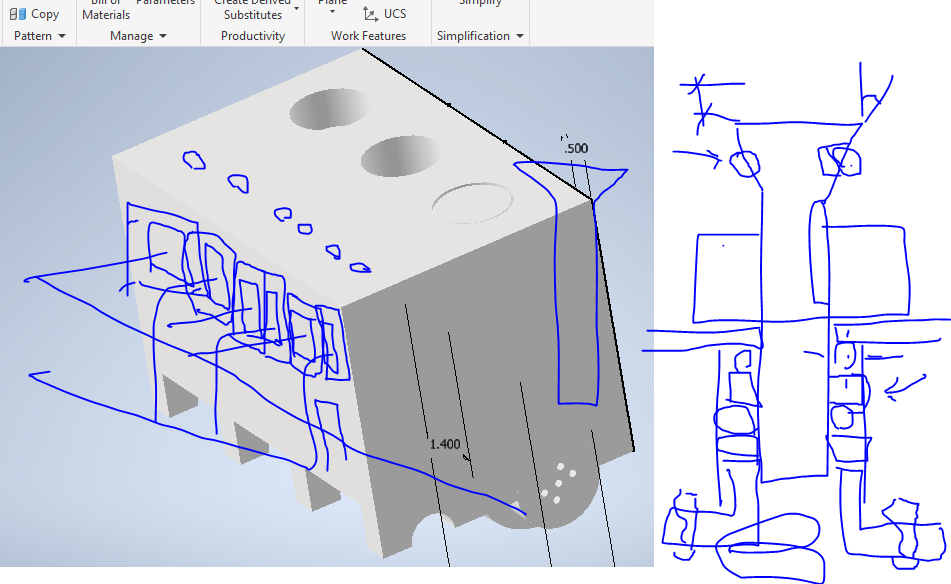 Bill of
Parameters
Create Derived
Plane
Simplify
Copy
Materials
Substitutes
UCS
Pattern
Manage
Productivity
Work Features
Simplification
.500
1.400